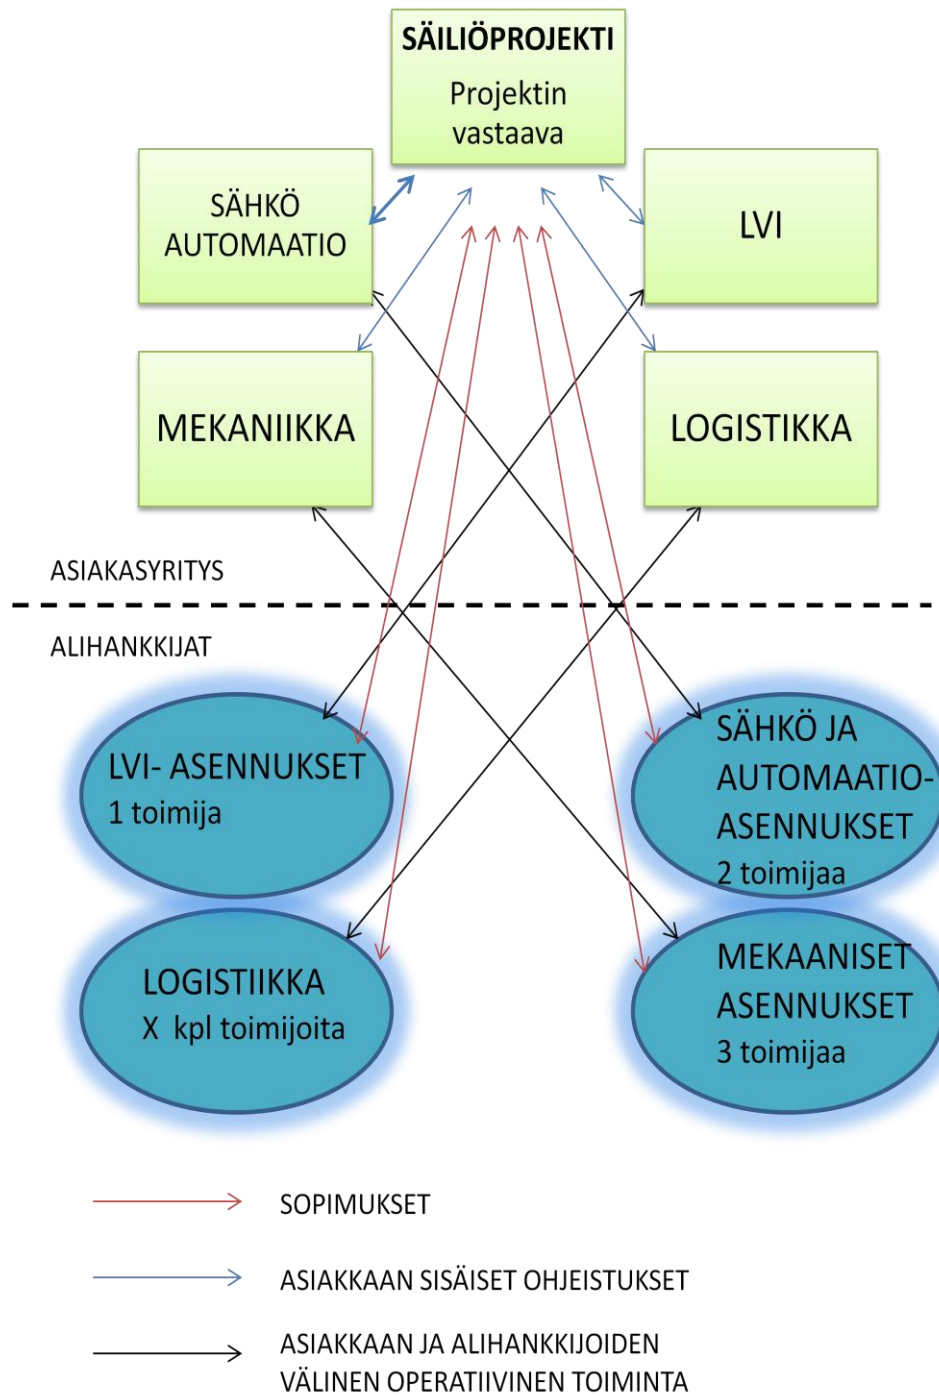 SÄILIÖPROJEKTI
Projektin
vastaava
SÄHKÖ
AUTOMAATIO
LVI
MEKANIIKKA
LOGISTIKKA
ASIAKASYRITYS
ALIHANKKIJAT
LVI- ASENNUKSET
1 toimija
SÄHKÖ JA
AUTOMAATIO-
ASENNUKSET
2 toimijaa
LOGISTIIKKA
X kpl toimijoita
MEKAANISET
ASENNUKSET
3 toimijaa
SOPIMUKSET
ASIAKKAAN SISÄISET OHJEISTUKSET
ASIAKKAAN JA ALIHANKKIJOIDEN
VÄLINEN OPERATIIVINEN TOIMINTA